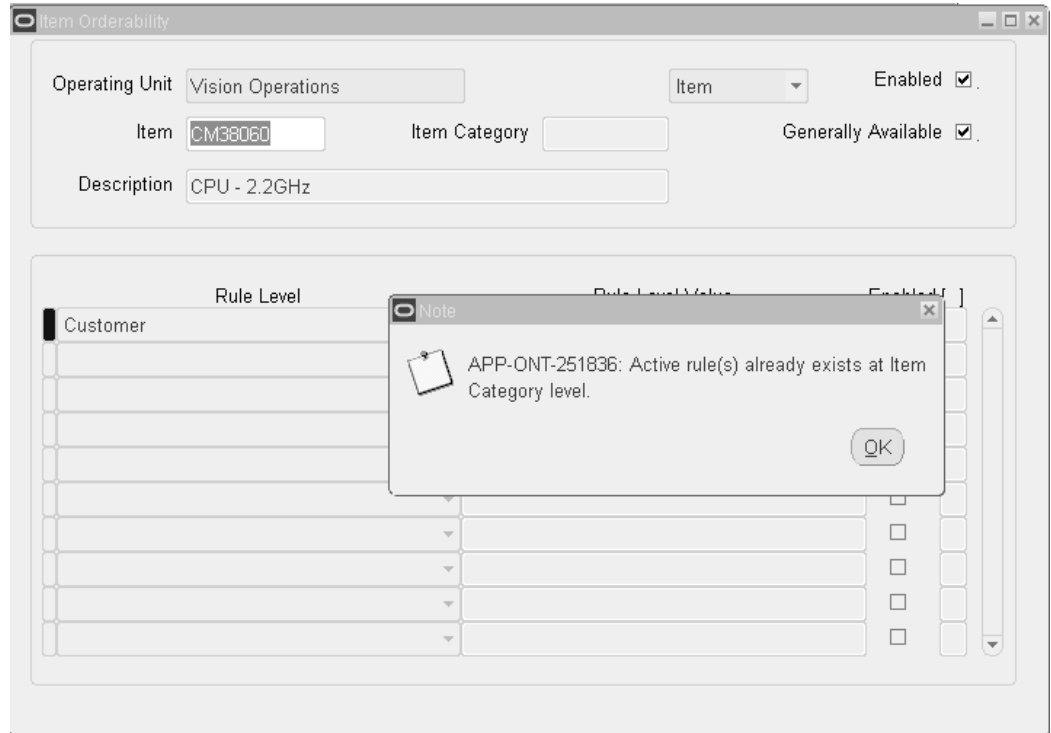 Item Orderability
Operating Unit Vision Operations Item Enabled
Item CM38060 Item Category Generally Available
Description CPU - 2.2GHz
Rule Level
Customer
Note
APP-ONT-251836: Active rule(s) already exists at Item
Category level.
OK